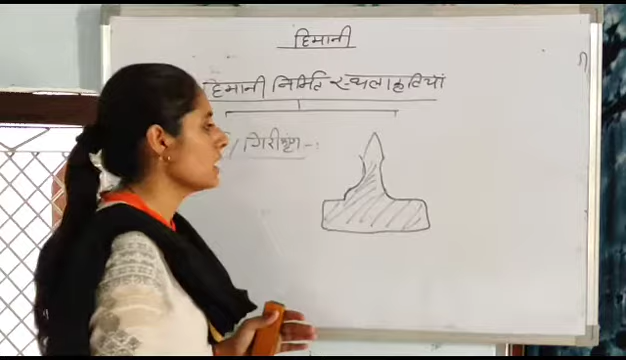 हिमानी
हिमानी निर्मित स्थलाकृतियां
गिरीशृंग -: